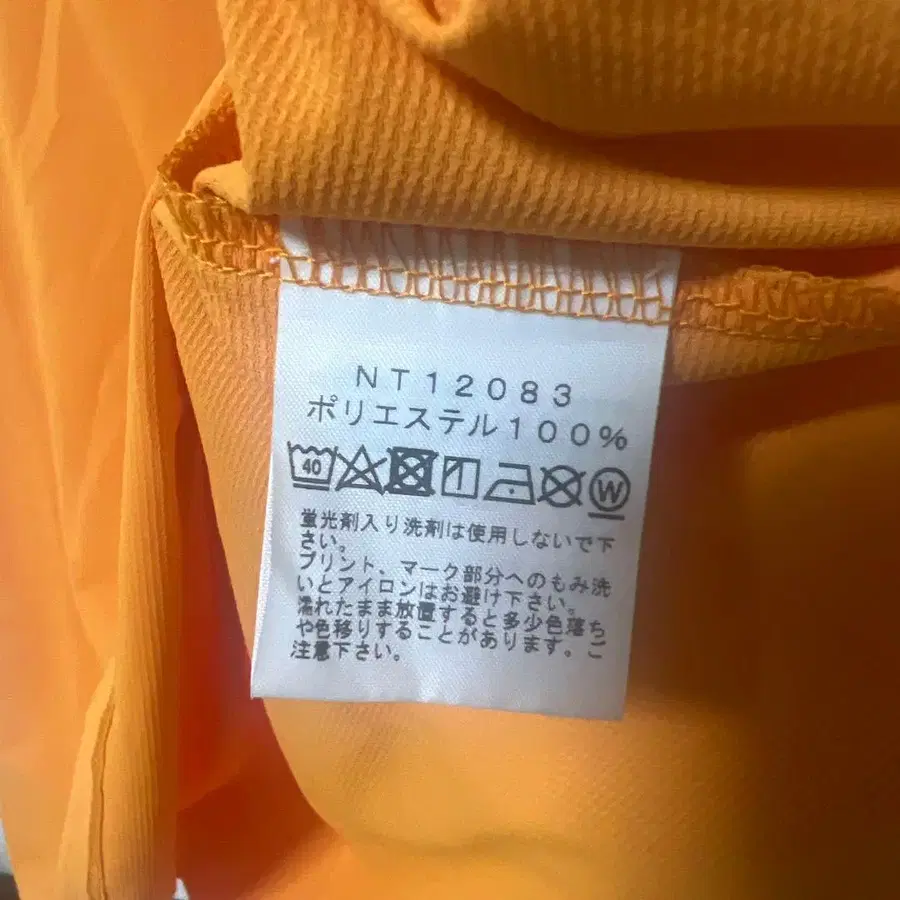 NT12083
ポリエステル100%
40 W
蛍光剤入り洗剤は使用しないで下
さい。
プリント、マーク部分へのもみ洗
いとアイロンはお避け下さい。
濡れたまま放置すると多少色落ち
や色移りすることがあります。ご
注意下さい。